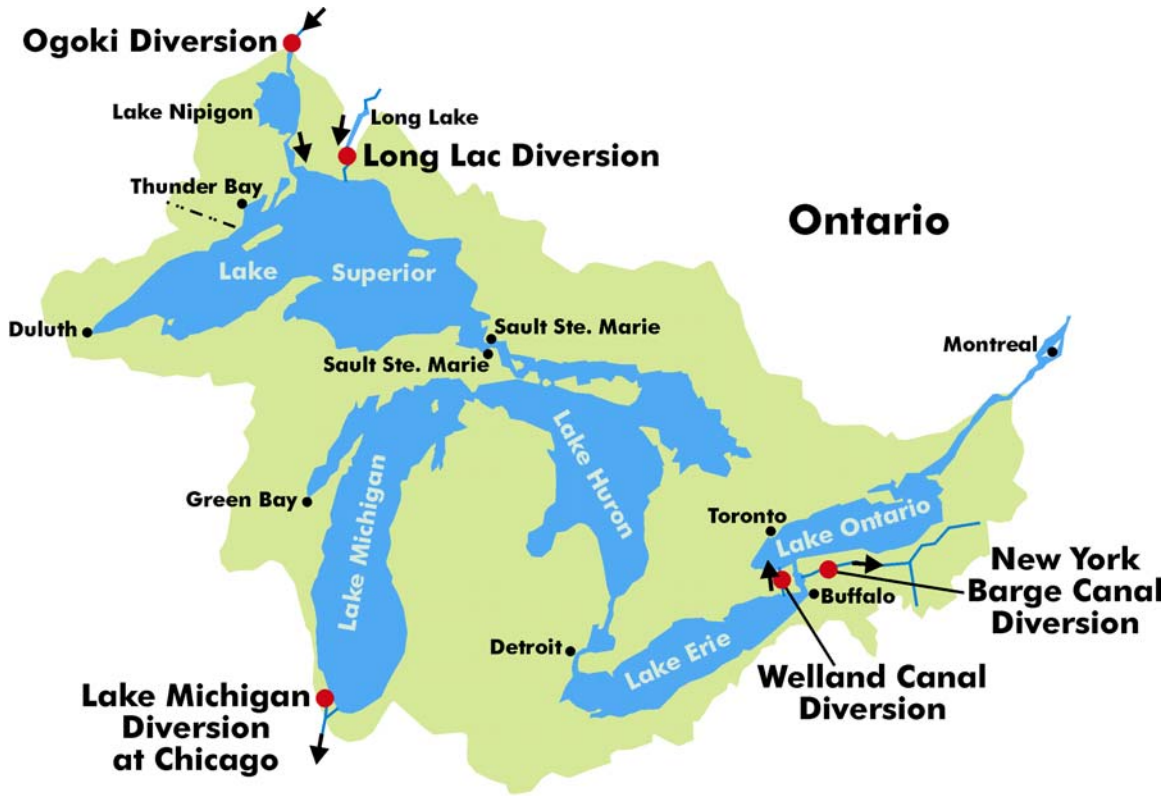 Ogoki Diversion
Lake Nipigon
Long Lake
Long Lac Diversion
Thunder Bay
Ontario
Lake Superior
Duluth
Sault Ste. Marie
Sault Ste. Marie
Montreal
Green Bay
Lake Michigan
Lake Huron
Toronto
Lake Ontario
New York
Barge Canal
Diversion
Buffalo
Detroit
Lake Erie
Welland Canal
Diversion
Lake Michigan
Diversion
at Chicago